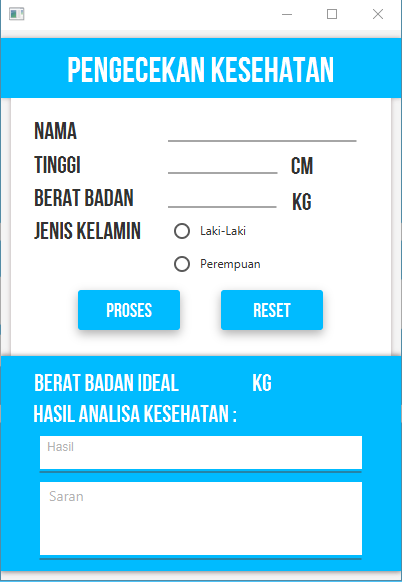 PENGECEKAN KESEHATAN
NAMA
TINGGI CM
BERAT BADAN KG
JENIS KELAMIN Laki-Laki
Perempuan
PROSES RESET
BERAT BADAN IDEAL KG
HASIL ANALISA KESEHATAN :
Hasil
Saran